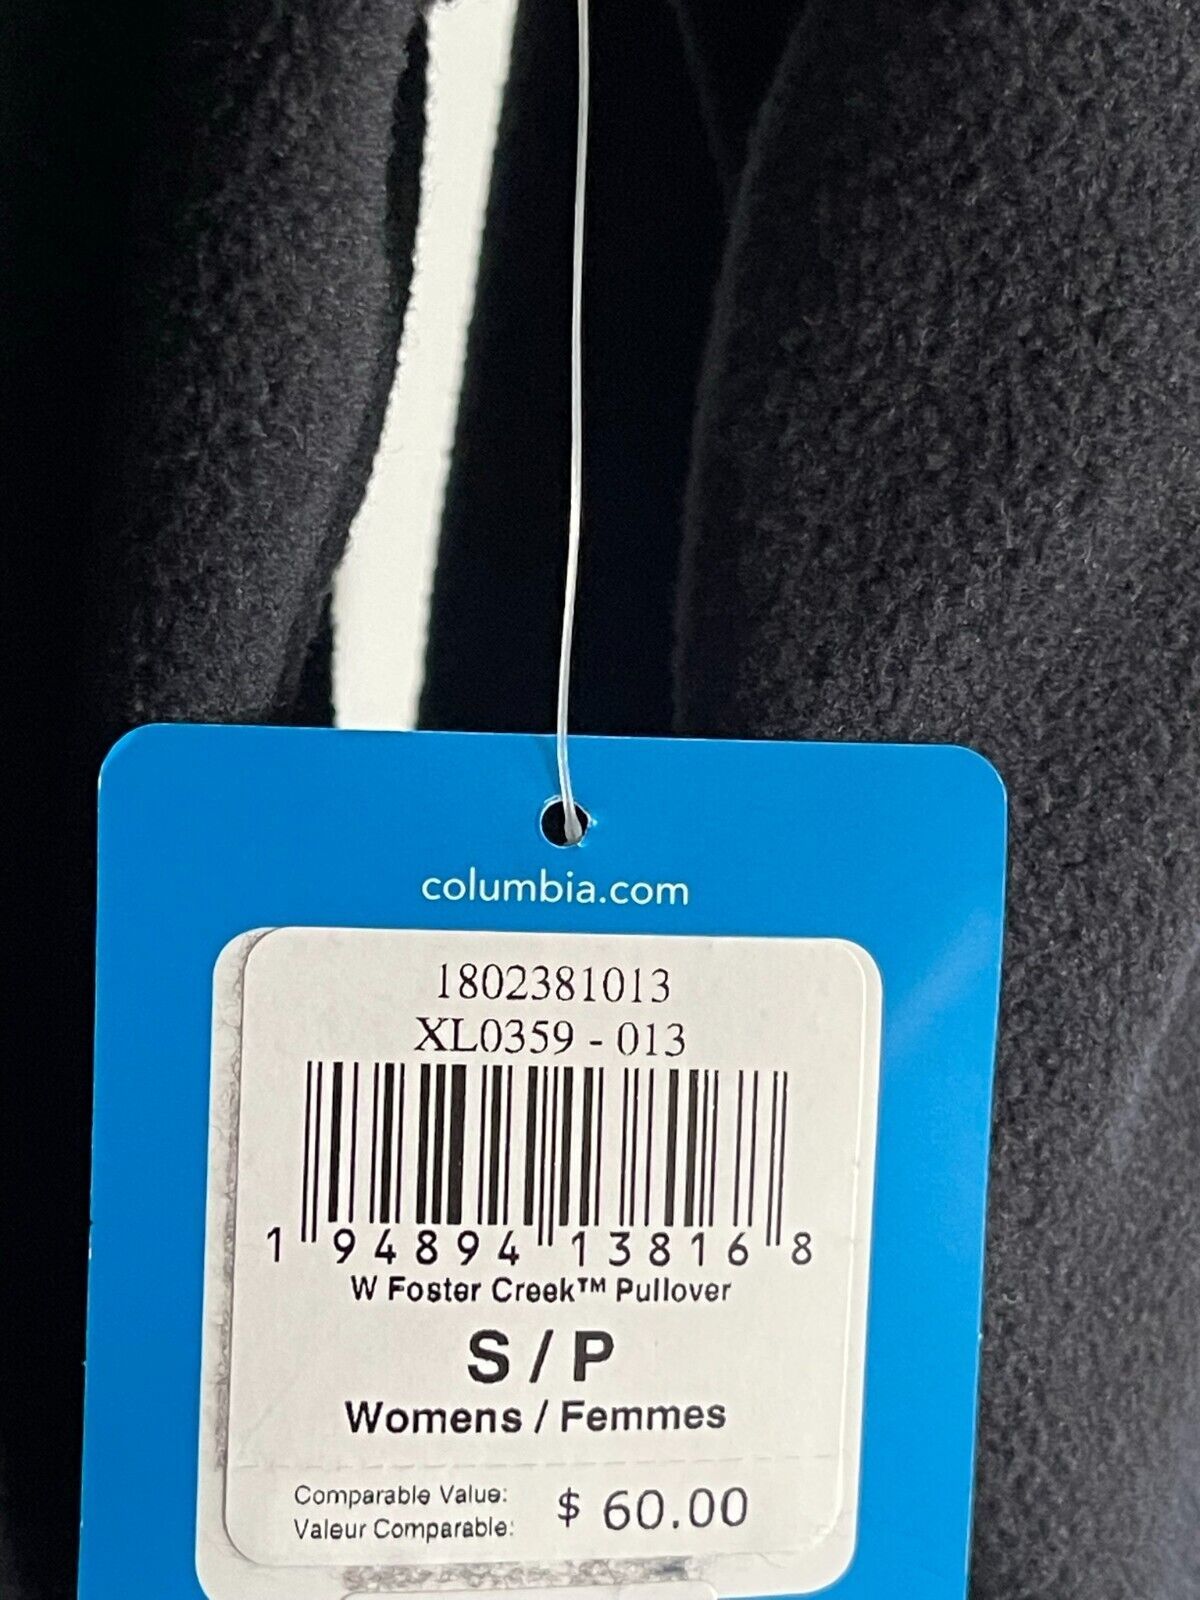 columbia.com
1802381013
XL0359 - 013
1 94894 13816 8
W Foster Creek™ Pullover
S / P
Womens / Femmes
Comparable Value:
Valeur Comparable: $ 60.00